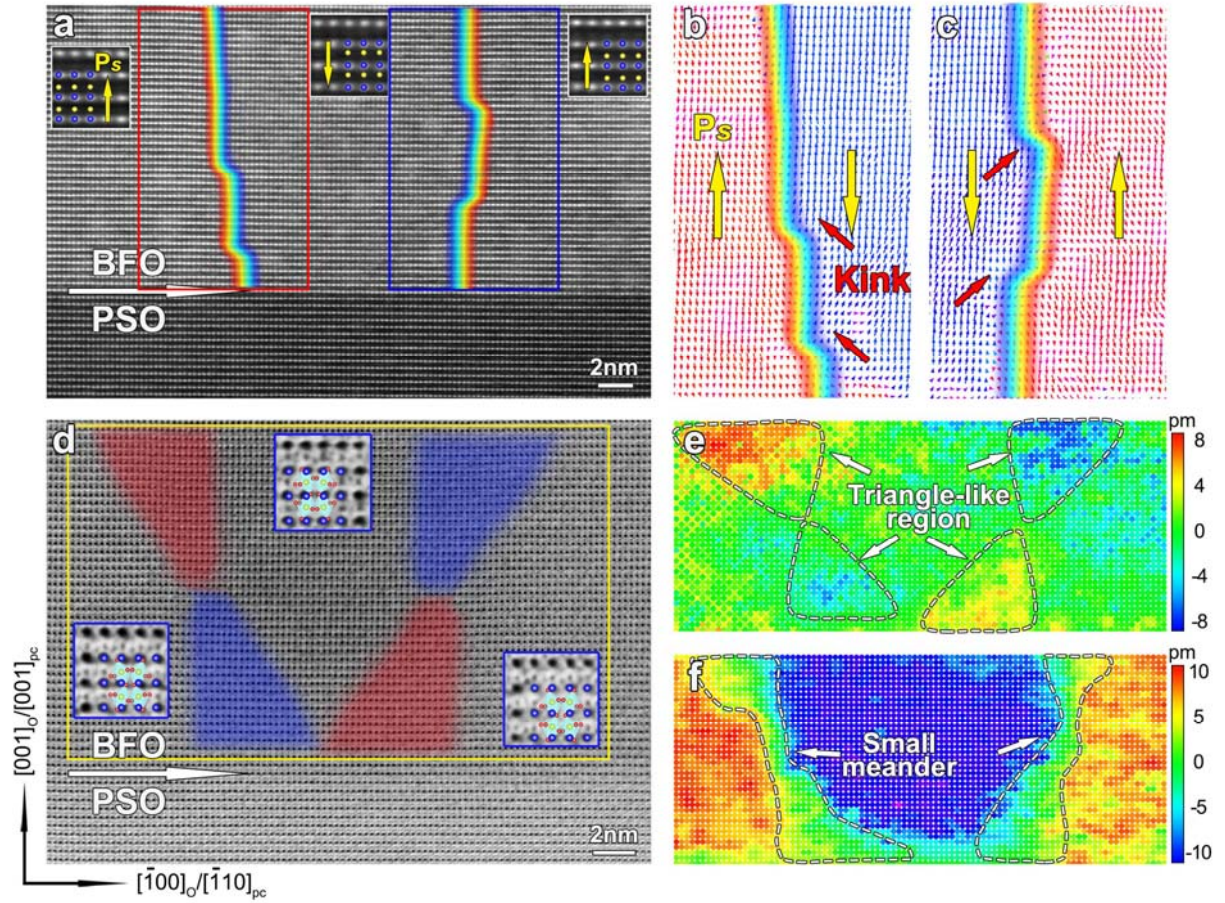 a
Ps
BFO
PSO
2nm
b
Ps
Kink
c
d
BFO
PSO
2nm
[001]O/[001]pc
[1̄00]O/[1̄10]pc
e
Triangle-like
region
pm
8
4
0
-4
-8
f
Small
meander
pm
10
5
0
-5
-10